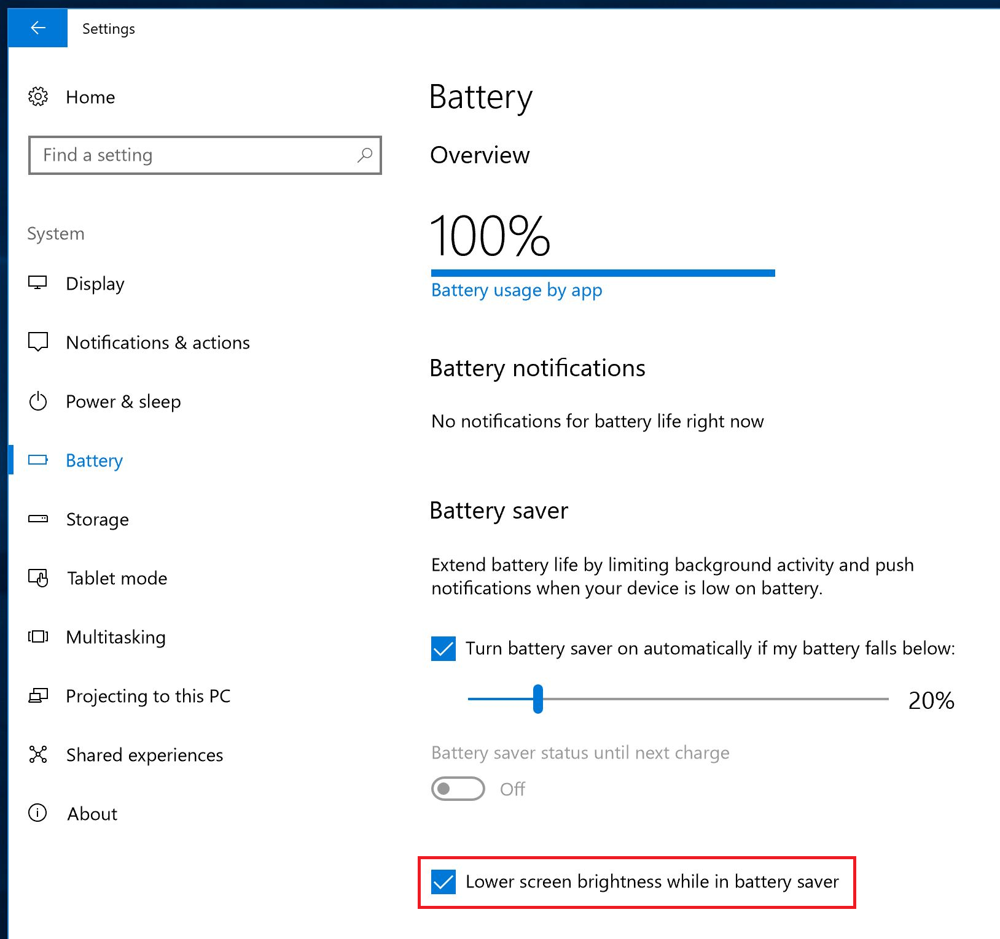 Settings
Home
Find a setting
System
Display
Notifications & actions
Power & sleep
Battery
Storage
Tablet mode
Multitasking
Projecting to this PC
Shared experiences
About
Battery
Overview
100%
Battery usage by app
Battery notifications
No notifications for battery life right now
Battery saver
Extend battery life by limiting background activity and push
notifications when your device is low on battery.
Turn battery saver on automatically if my battery falls below:
20%
Battery saver status until next charge
Off
Lower screen brightness while in battery saver